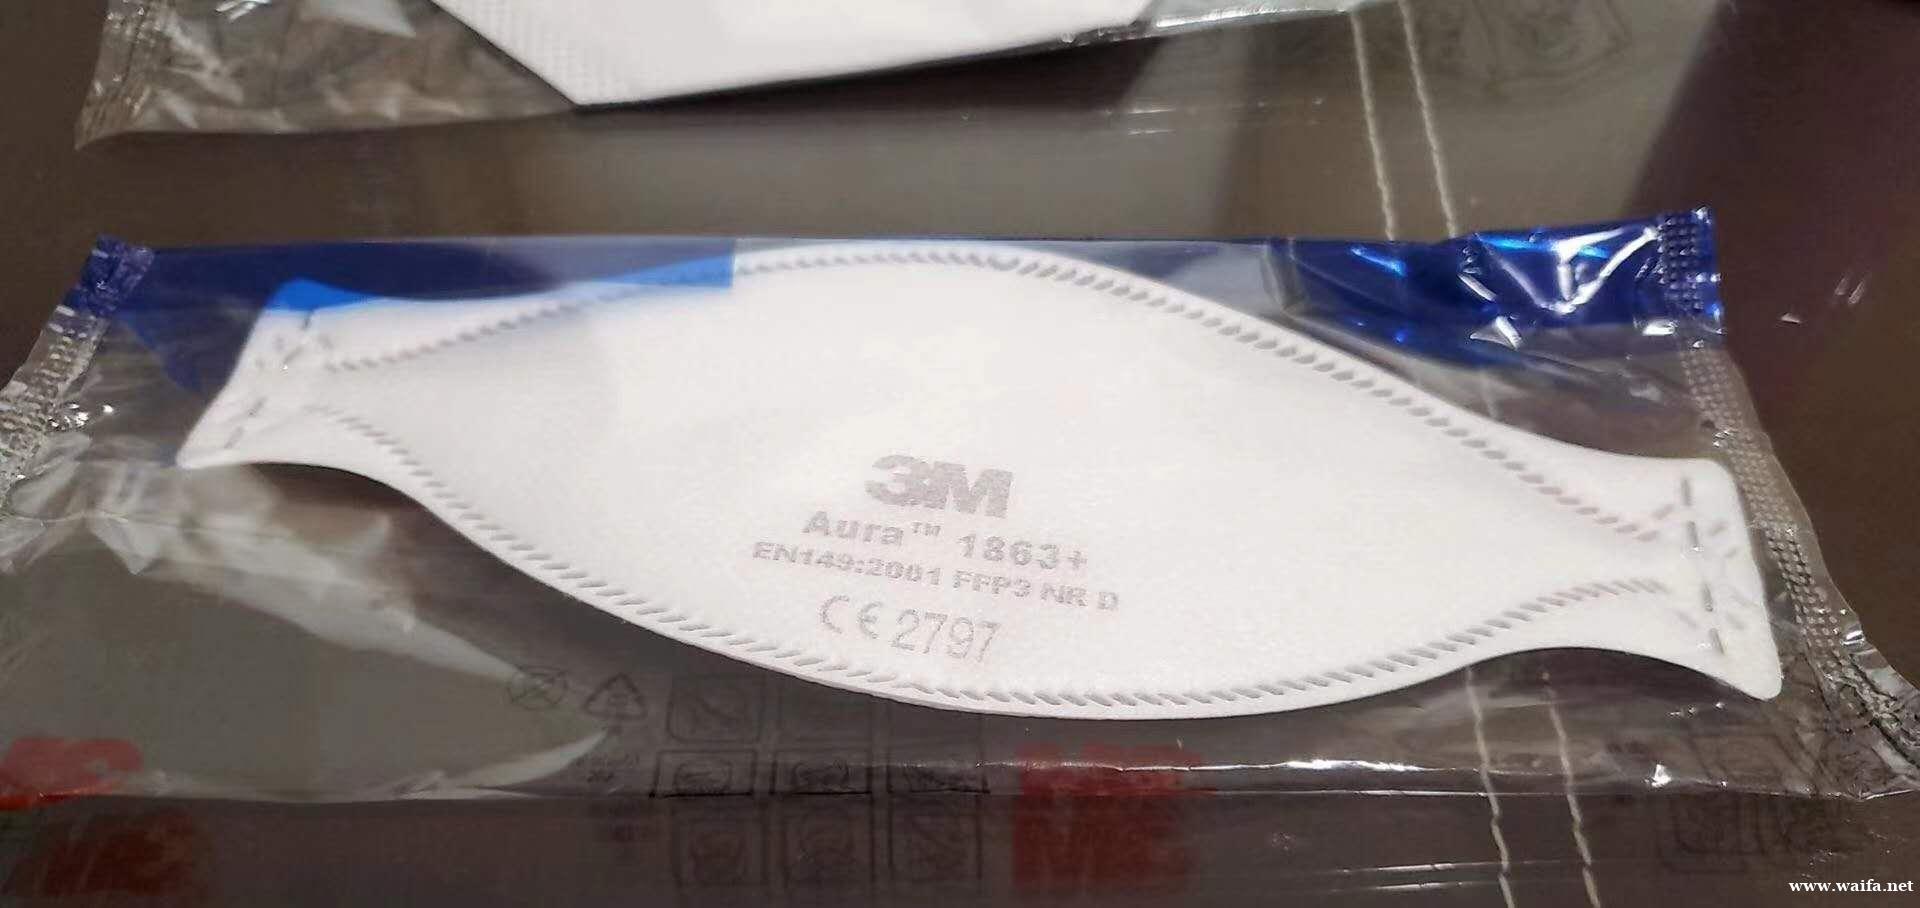 3M
Aura™ 1863+
EN149:2001 FFP3 NR D
CE 2797
www.waifa.net